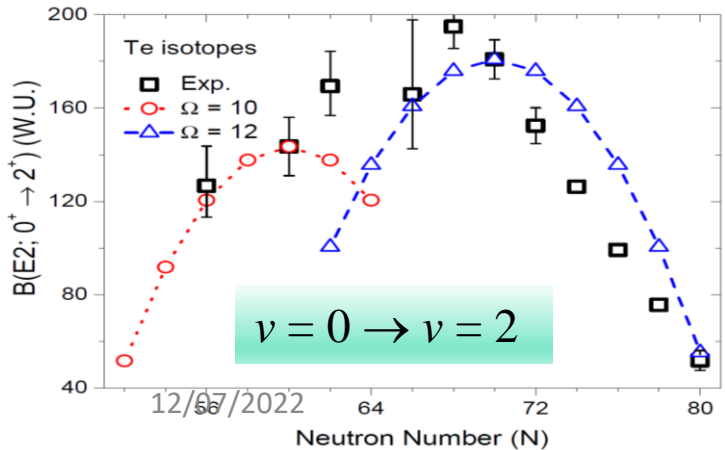 200
160
120
80
40
B(E2; 0⁺ → 2⁺) (W.U.)
Te isotopes
Exp.
Ω = 10
Ω = 12
v = 0 → v = 2
12/07/2022
56
64
72
80
Neutron Number (N)